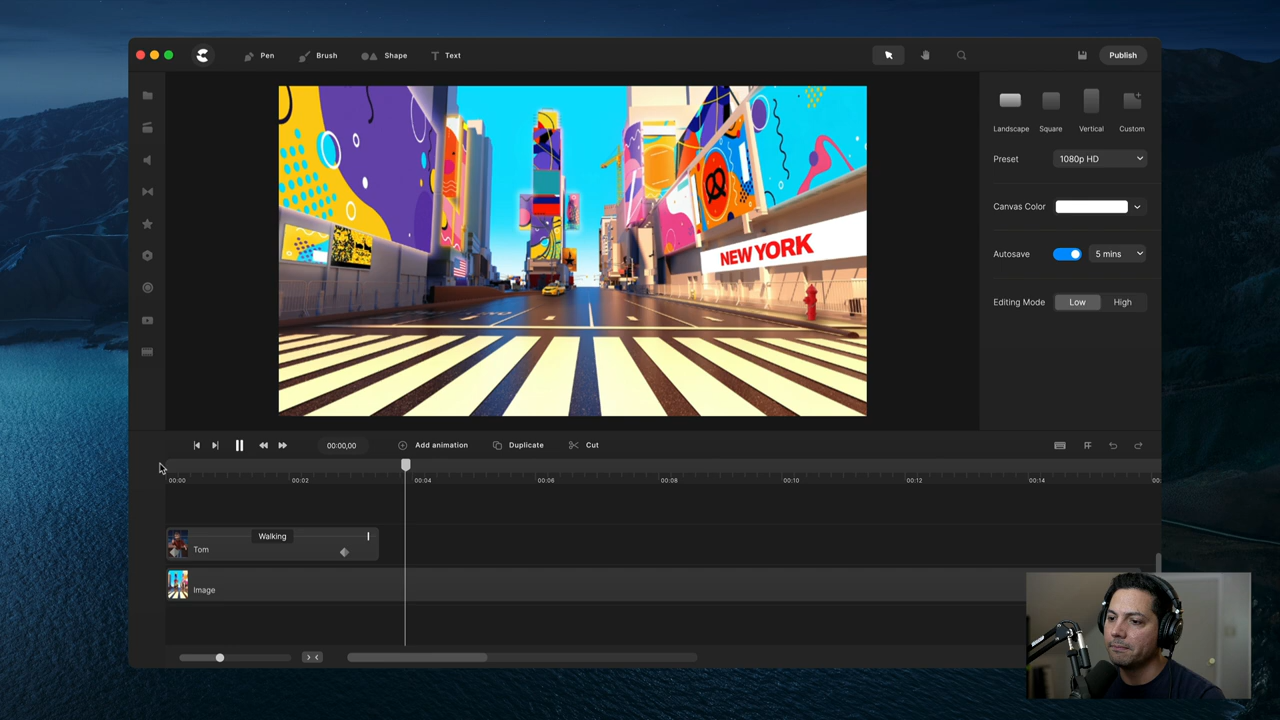 Pen
Brush
Shape
Text
Publish
NEW YORK
Landscape
Square
Vertical
Custom
Preset
1080p HD
Canvas Color
Autosave
5 mins
Editing Mode
Low
High
00:00,00
Add animation
Duplicate
Cut
00:00
00:02
00:04
00:06
00:08
00:10
00:12
00:14
Walking
Tom
Image